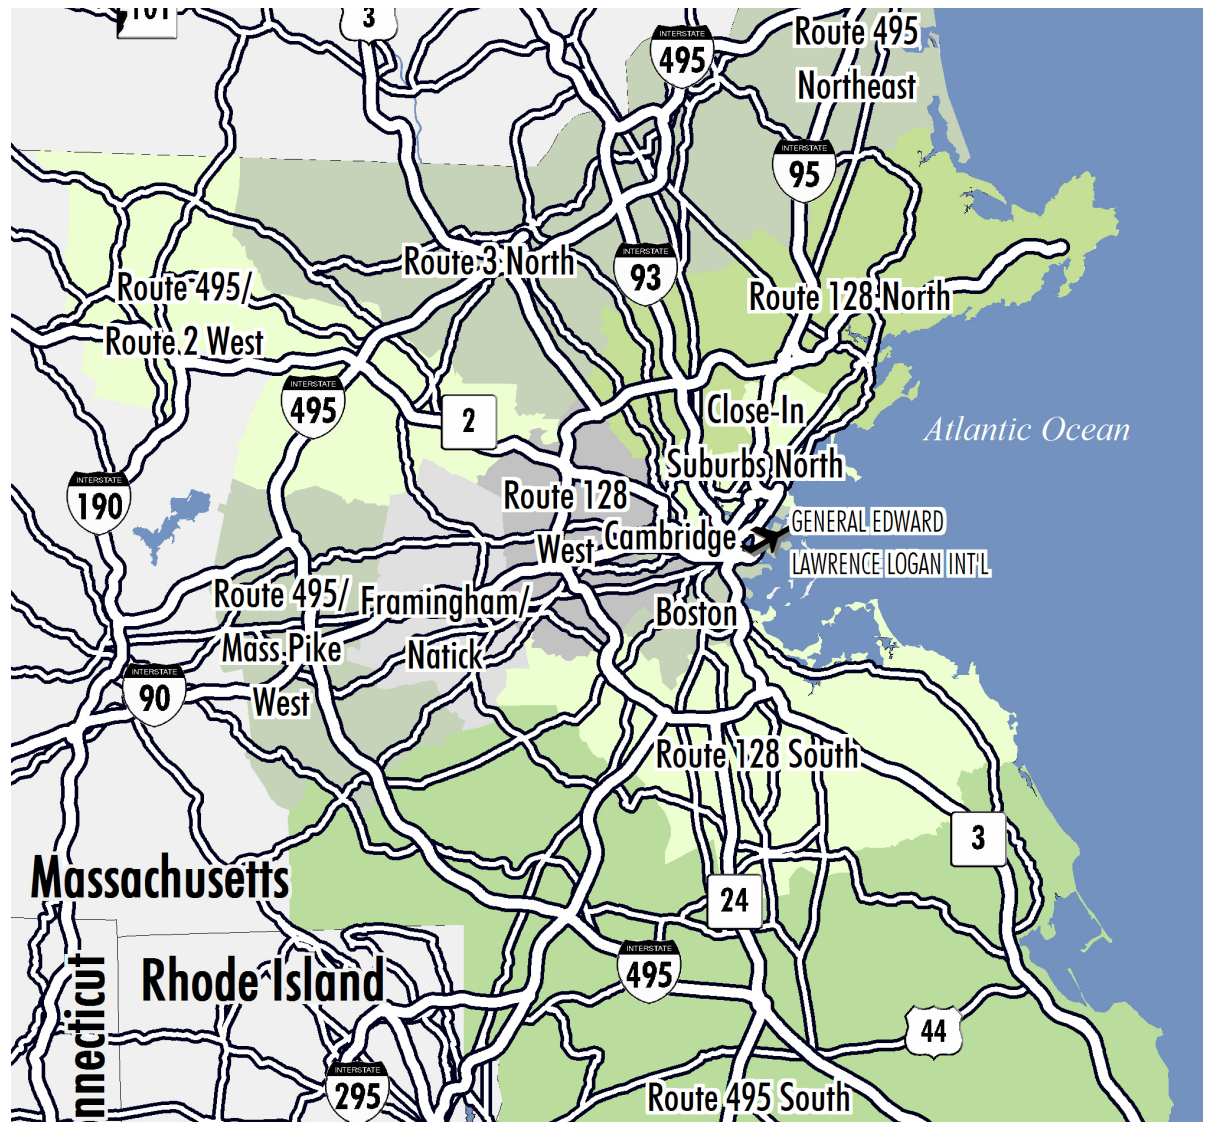 101
3
INTERSTATE
495
Route 495
Northeast
INTERSTATE
95
Route 3 North
INTERSTATE
93
Route 495/
Route 2 West
Route 128 North
INTERSTATE
495
2
Close-In
Suburbs North
Atlantic Ocean
INTERSTATE
190
Route 128
West
Cambridge
GENERAL EDWARD
LAWRENCE LOGAN INT'L
Route 495/
Mass Pike
West
Framingham/
Natick
Boston
INTERSTATE
90
Route 128 South
3
Massachusetts
24
INTERSTATE
495
Rhode Island
nnecticut
44
INTERSTATE
295
Route 495 South